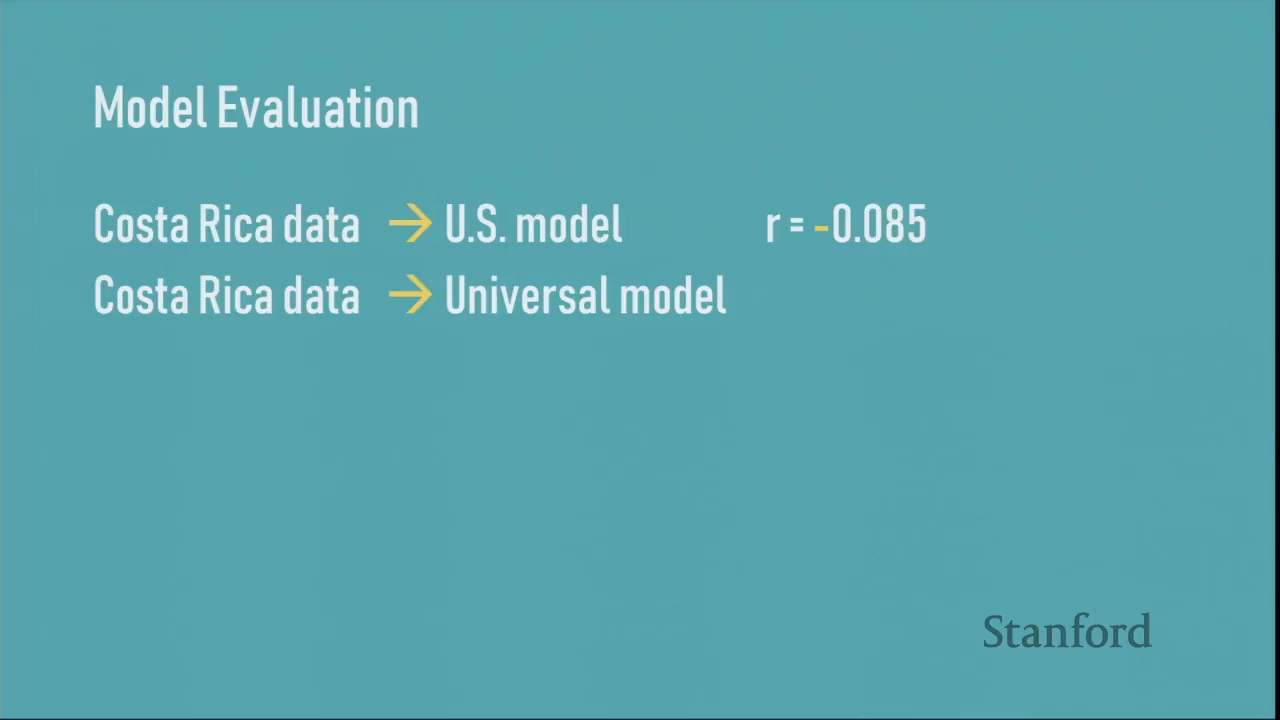 Model Evaluation
Costa Rica data → U.S. model r = -0.085
Costa Rica data → Universal model
Stanford